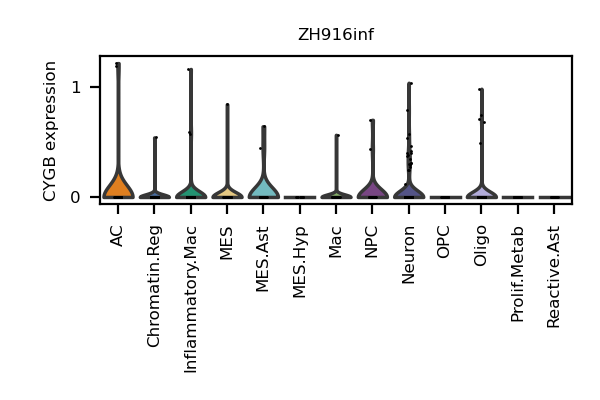 ZH916inf
CYGB expression
1
0
AC
Chromatin.Reg
Inflammatory.Mac
MES
MES.Ast
MES.Hyp
Mac
NPC
Neuron
OPC
Oligo
Prolif.Metab
Reactive.Ast